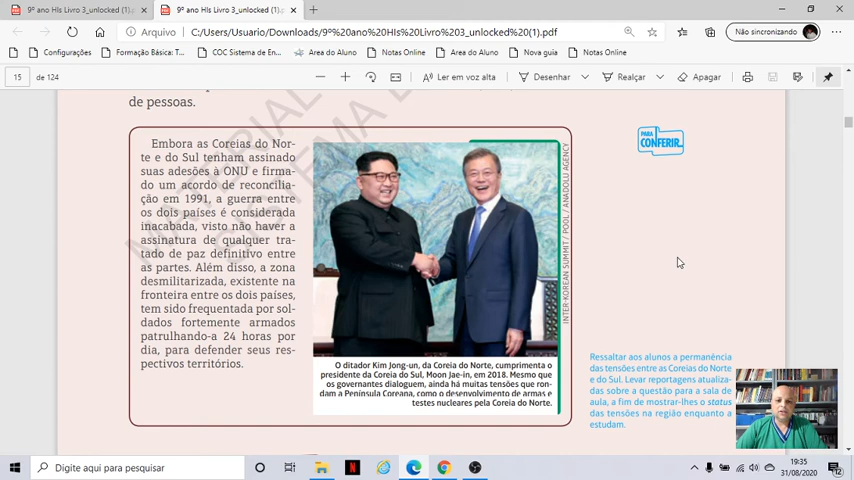 9º ano HIs Livro 3_unlocked (1).pdf
9º ano HIs Livro 3_unlocked (1).pdf
Arquivo
C:/Users/Usuario/Downloads/9º%20ano%20HIs%20Livro%203_unlocked%20(1).pdf
Não sincronizando
Configurações
Formação Básica: T...
COC Sistema de En...
Area do Aluno
Notas Online
Area do Aluno
Nova guia
Notas Online
15 de 124
Ler em voz alta
Desenhar
Realçar
Apagar
de pessoas.
MATERIAL
SISTEMA
Embora as Coreias do Nor-
te e do Sul tenham assinado
suas adesões à ONU e firma-
do um acordo de reconcilia-
ção em 1991, a guerra entre
os dois países é considerada
inacabada, visto não haver a
assinatura de qualquer tra-
tado de paz definitivo entre
as partes. Além disso, a zona
desmilitarizada, existente na
fronteira entre os dois países,
tem sido frequentada por sol-
dados fortemente armados
patrulhando-a 24 horas por
dia, para defender seus res-
pectivos territórios.
INTER-KOREAN SUMMIT / POOL / ANADOLU AGENCY
O ditador Kim Jong-un, da Coreia do Norte, cumprimenta o
presidente da Coreia do Sul, Moon Jae-in, em 2018. Mesmo que
os governantes dialoguem, ainda há muitas tensões que ron-
dam a Península Coreana, como o desenvolvimento de armas e
testes nucleares pela Coreia do Norte.
PARA
CONFERIR
Ressaltar aos alunos a permanência
das tensões entre as Coreias do Norte
e do Sul. Levar reportagens atualiza-
das sobre a questão para a sala de
aula, a fim de mostrar-lhes o status
das tensões na região enquanto a
estudam.
Digite aqui para pesquisar
19:35
31/08/2020
12